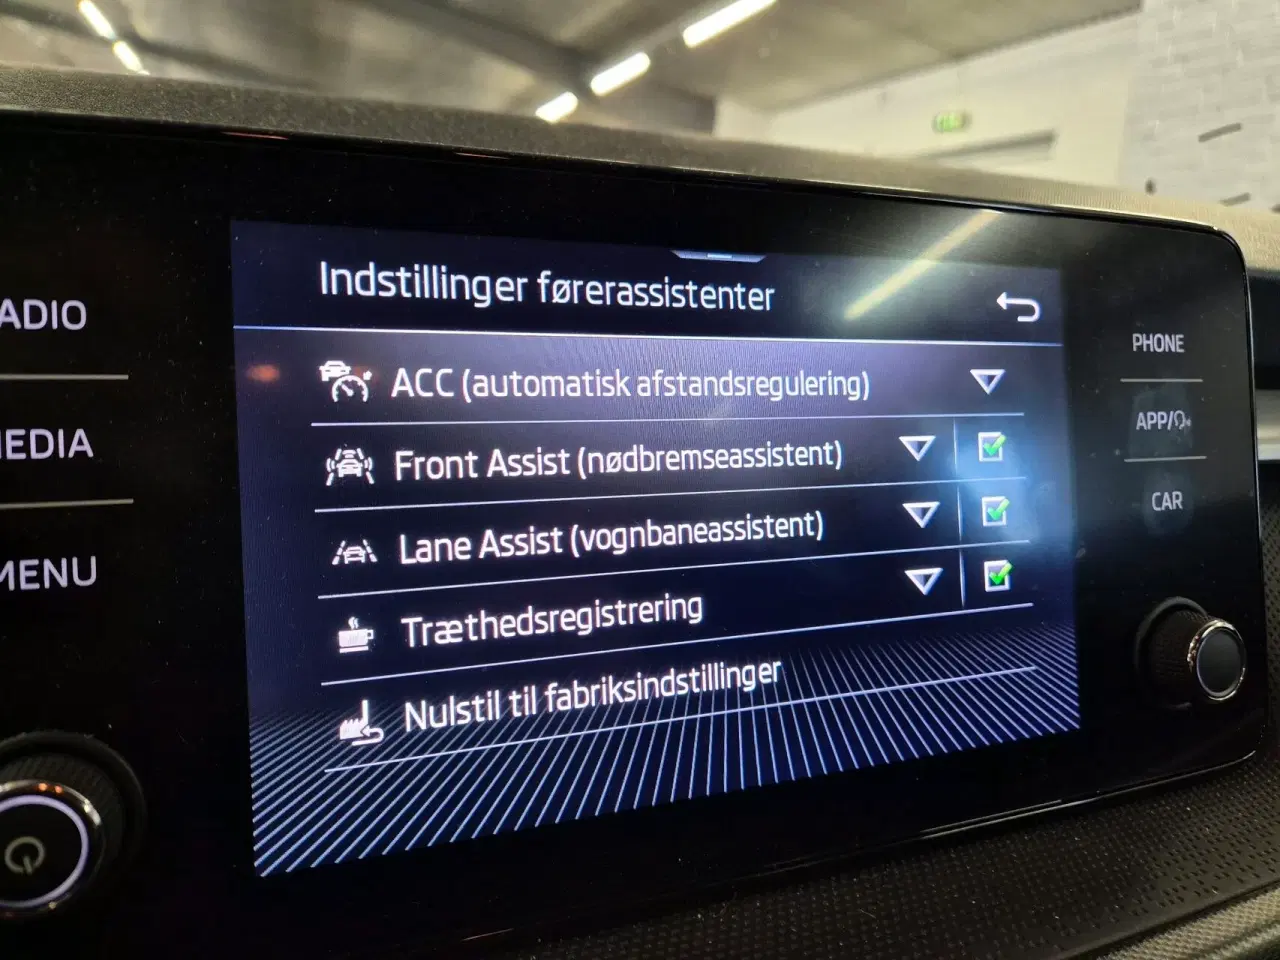 Indstillinger førerassistenter
ACC (automatisk afstandsregulering)
Front Assist (nødbremseassistent)
Lane Assist (vognbaneassistent)
Træthedsregistrering
Nulstil til fabriksindstillinger
ADIO
EDIA
MENU
PHONE
APP/
CAR